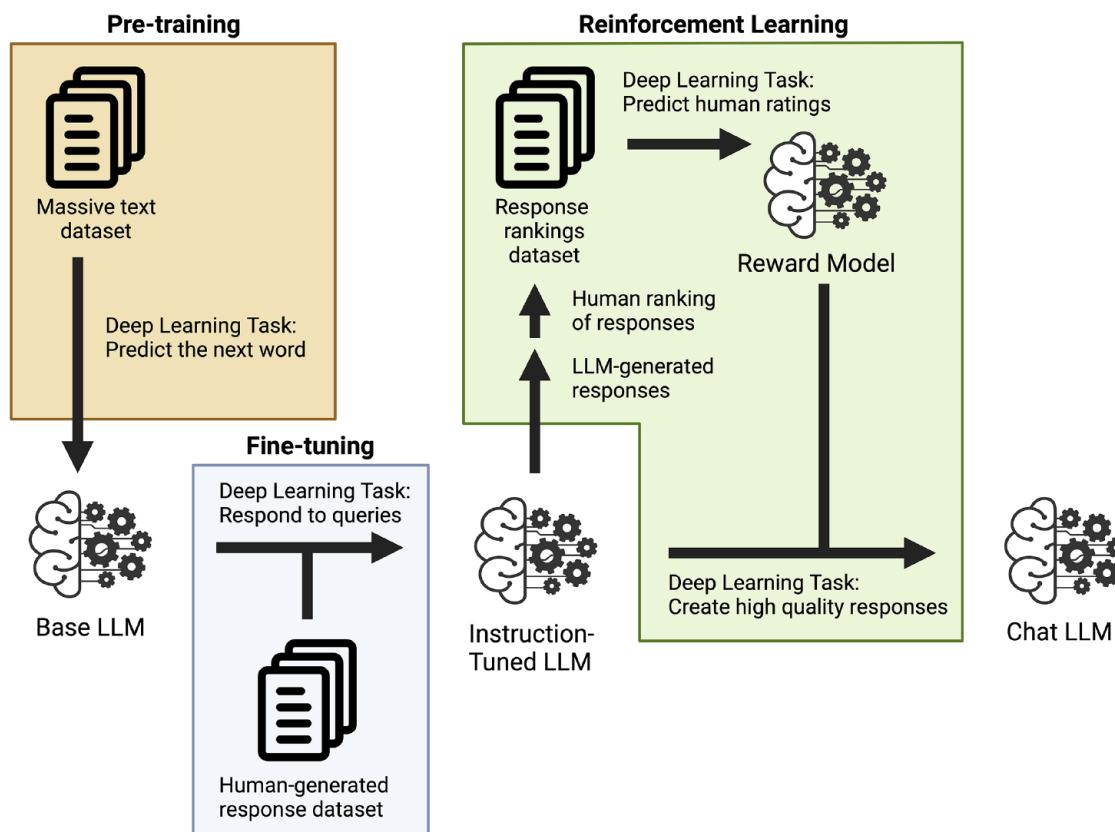 Pre-training
Massive text
dataset
Deep Learning Task:
Predict the next word
Base LLM
Fine-tuning
Deep Learning Task:
Respond to queries
Human-generated
response dataset
Instruction-
Tuned LLM
Reinforcement Learning
LLM-generated
responses
Human ranking
of responses
Response
rankings
dataset
Deep Learning Task:
Predict human ratings
Reward Model
Deep Learning Task:
Create high quality responses
Chat LLM